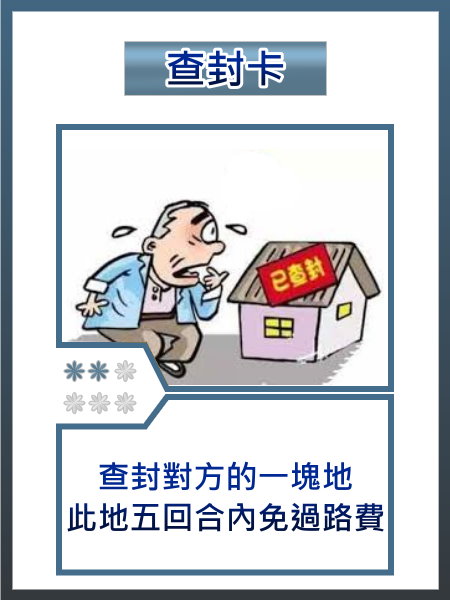 查封卡
已查封
查封對方的一塊地
此地五回合內免過路費